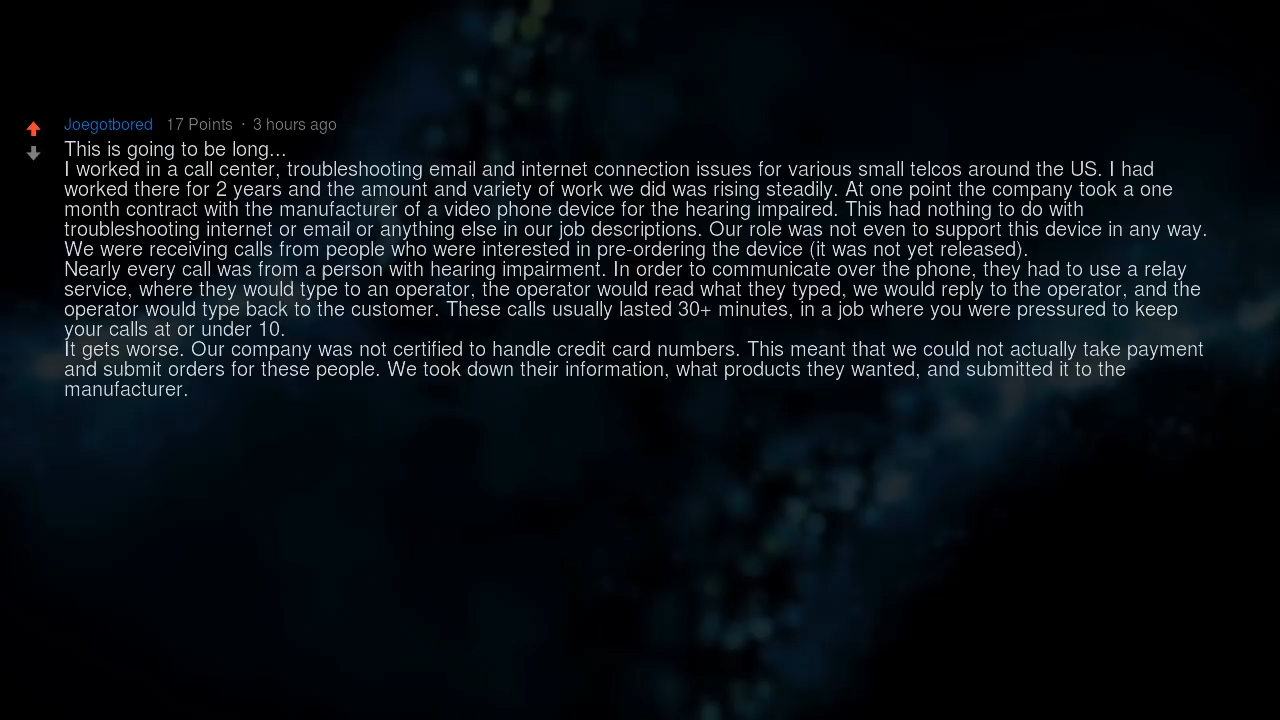 Joegotbored 17 Points · 3 hours ago
This is going to be long...
I worked in a call center, troubleshooting email and internet connection issues for various small telcos around the US. I had
worked there for 2 years and the amount and variety of work we did was rising steadily. At one point the company took a one
month contract with the manufacturer of a video phone device for the hearing impaired. This had nothing to do with
troubleshooting internet or email or anything else in our job descriptions. Our role was not even to support this device in any way.
We were receiving calls from people who were interested in pre-ordering the device (it was not yet released).
Nearly every call was from a person with hearing impairment. In order to communicate over the phone, they had to use a relay
service, where they would type to an operator, the operator would read what they typed, we would reply to the operator, and the
operator would type back to the customer. These calls usually lasted 30+ minutes, in a job where you were pressured to keep
your calls at or under 10.
It gets worse. Our company was not certified to handle credit card numbers. This meant that we could not actually take payment
and submit orders for these people. We took down their information, what products they wanted, and submitted it to the
manufacturer.